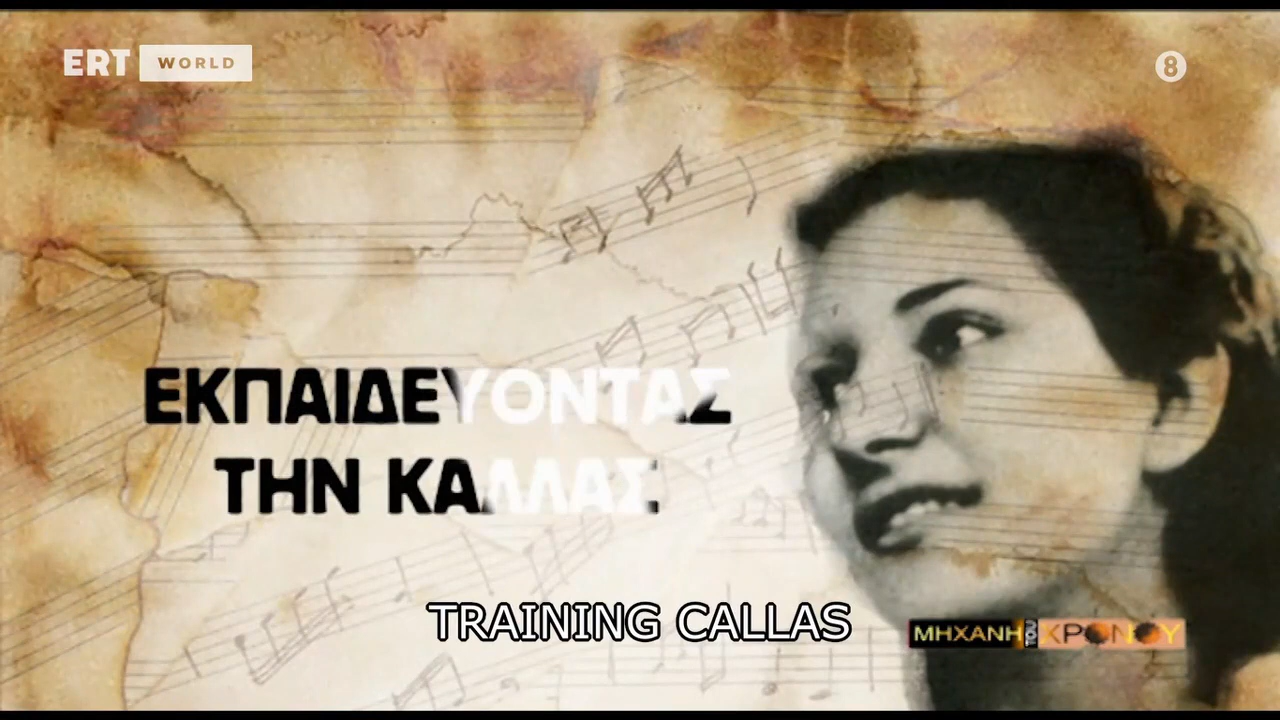 ERT WORLD
8
ΕΚΠΑΙΔΕΥΟΝΤΑΣ
ΤΗΝ ΚΑΛΛΑΣ
TRAINING CALLAS
ΜΗΧΑΝΗ ΤΟΥ ΧΡΟΝΟΥ